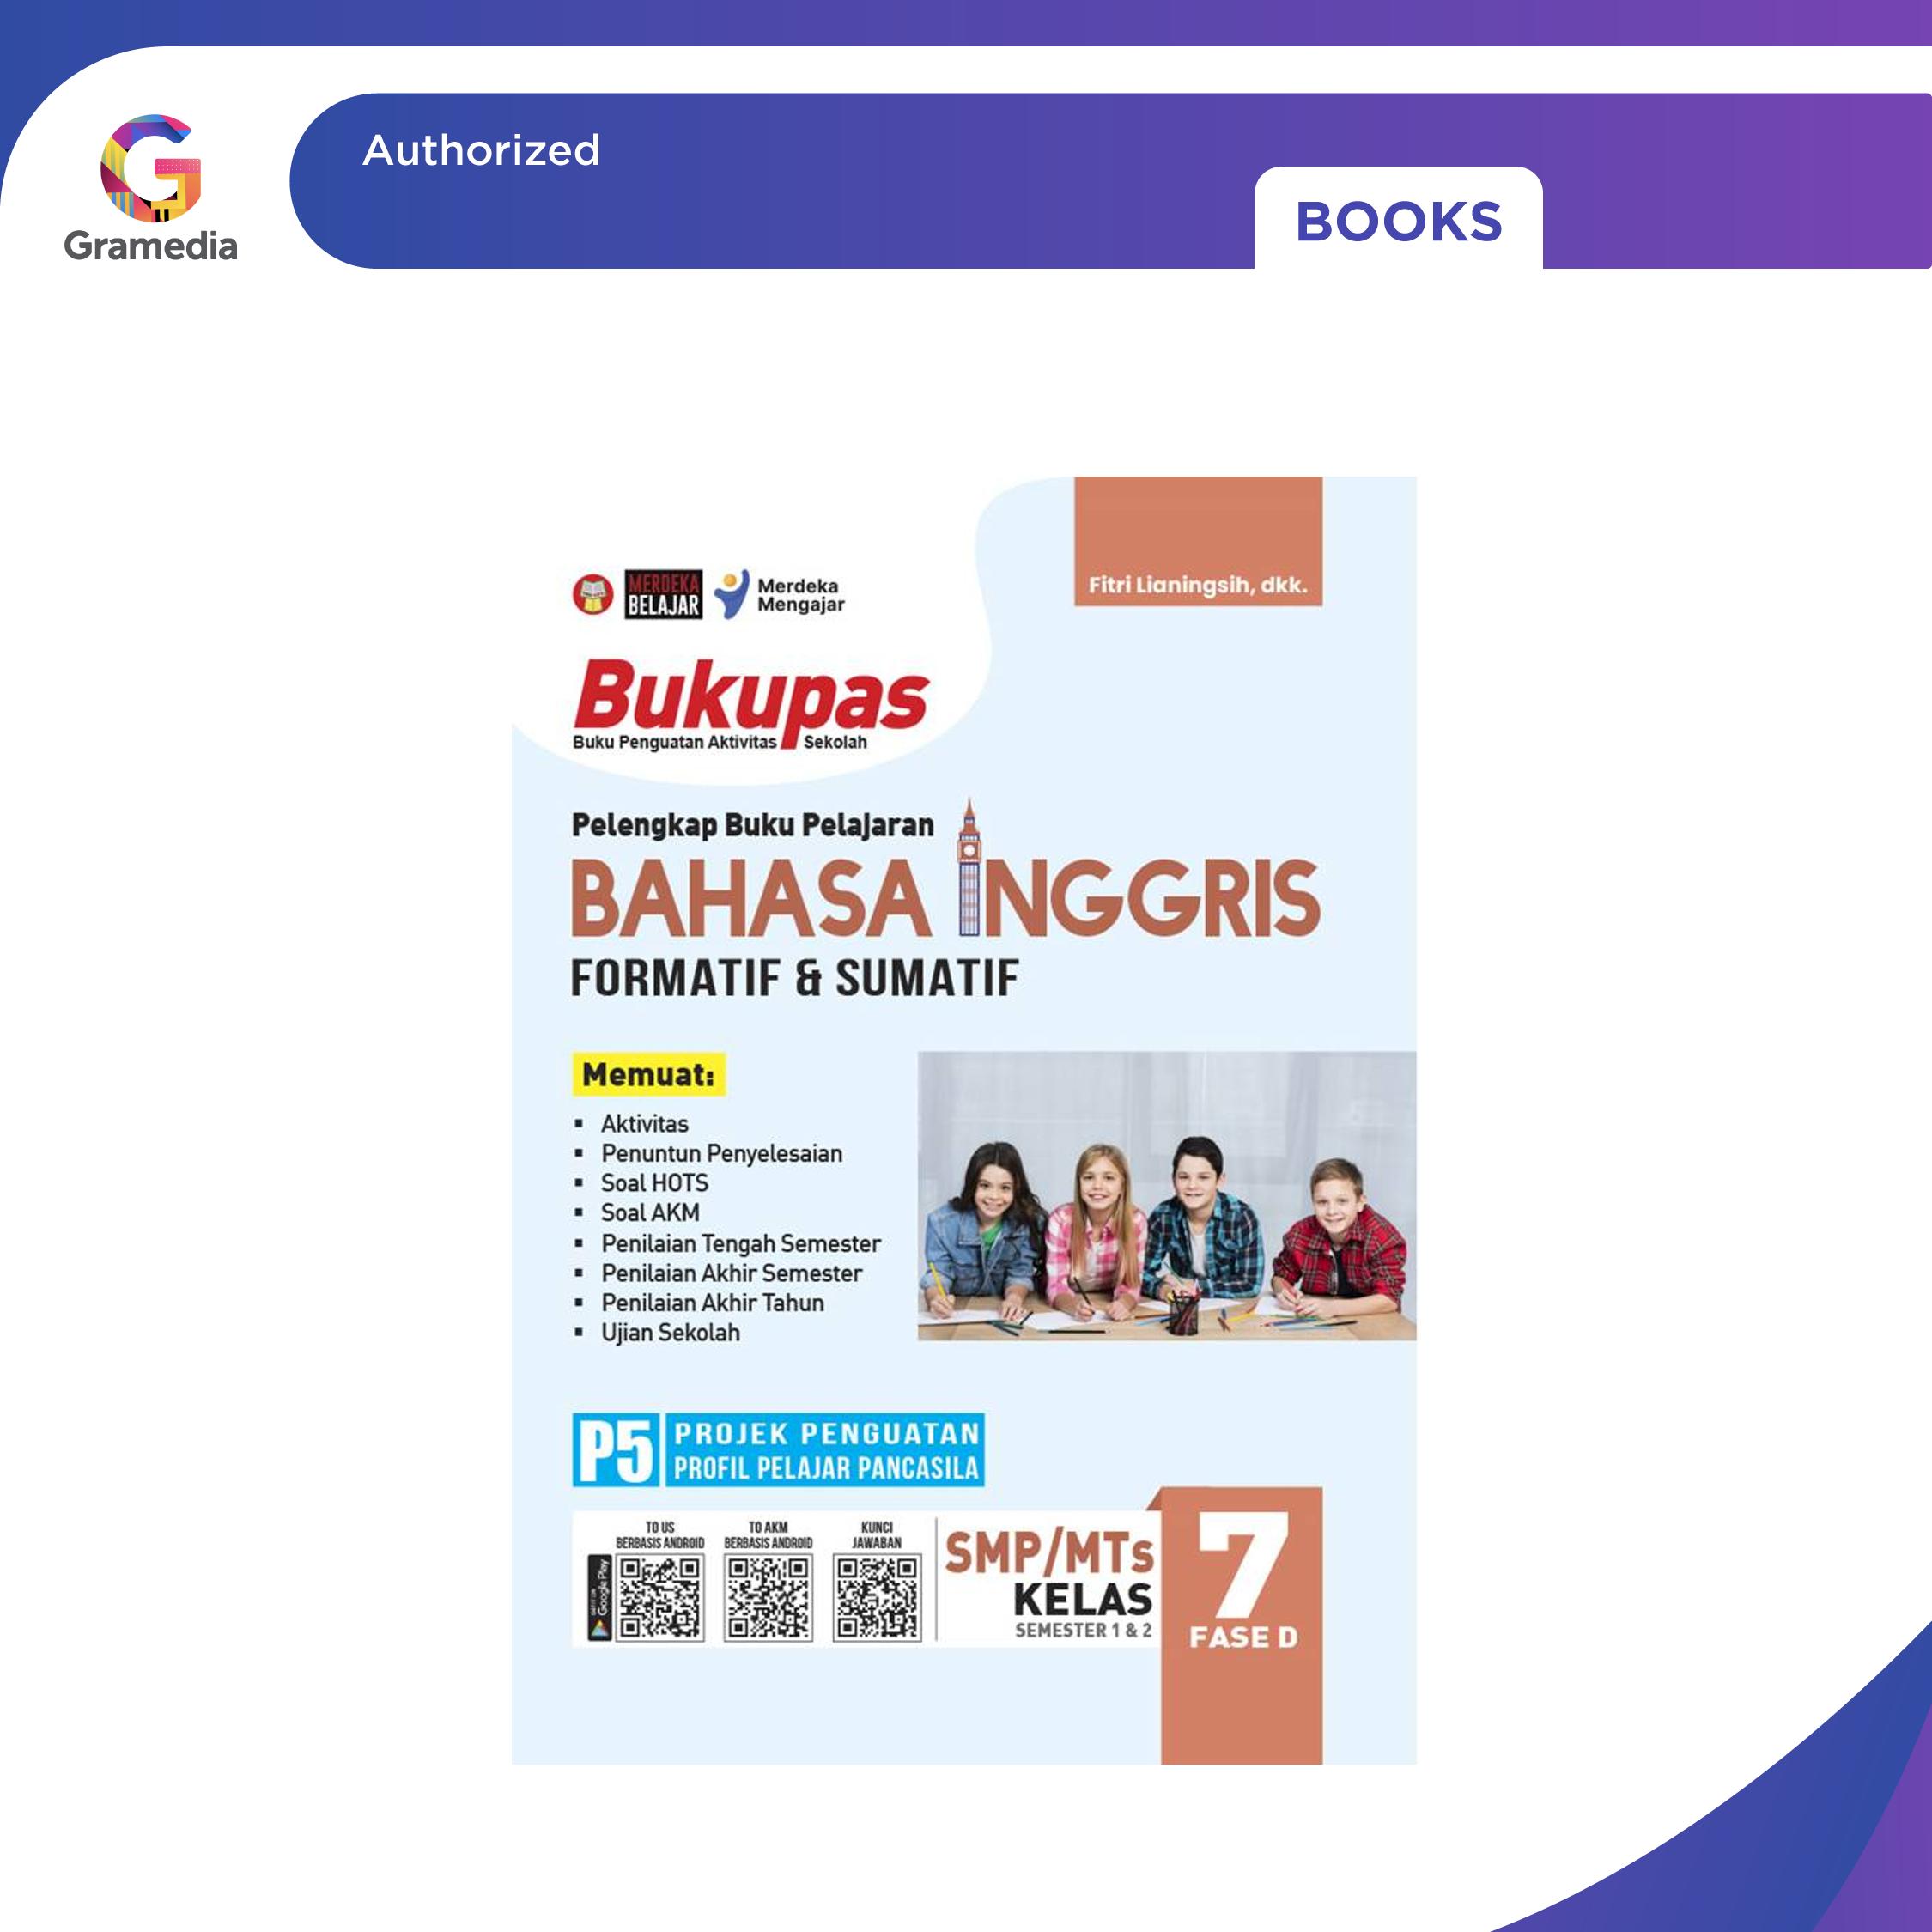 Gramedia
Authorized
BOOKS
Fitri Lianingsih, dkk.
MERDEKA
BELAJAR
Merdeka
Mengajar
Bukupas
Buku Penguatan Aktivitas Sekolah
Pelengkap Buku Pelajaran
BAHASA INGGRIS
FORMATIF & SUMATIF
Memuat:
▪ Aktivitas
▪ Penuntun Penyelesaian
▪ Soal HOTS
▪ Soal AKM
▪ Penilaian Tengah Semester
▪ Penilaian Akhir Semester
▪ Penilaian Akhir Tahun
▪ Ujian Sekolah
P5
PROJEK PENGUATAN
PROFIL PELAJAR PANCASILA
TO US
BERBASIS ANDROID
TO AKM
BERBASIS ANDROID
KUNCI
JAWABAN
Google Play
SMP/MTs
KELAS
SEMESTER 1 & 2
7
FASE D